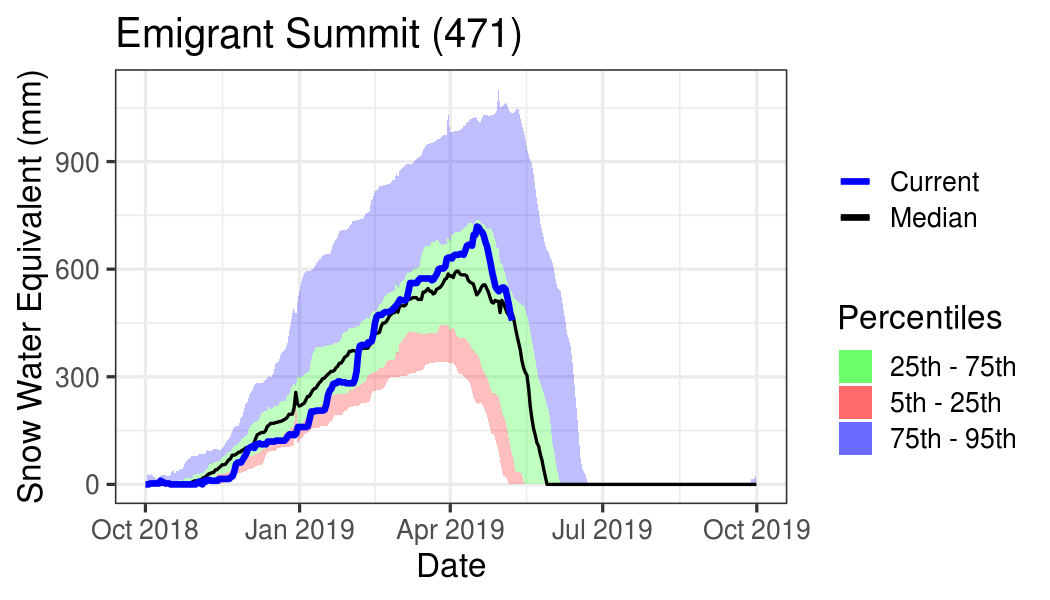 Emigrant Summit (471)
Snow Water Equivalent (mm)
900
600
300
0
Oct 2018
Jan 2019
Apr 2019
Jul 2019
Oct 2019
Date
Current
Median
Percentiles
25th - 75th
5th - 25th
75th - 95th